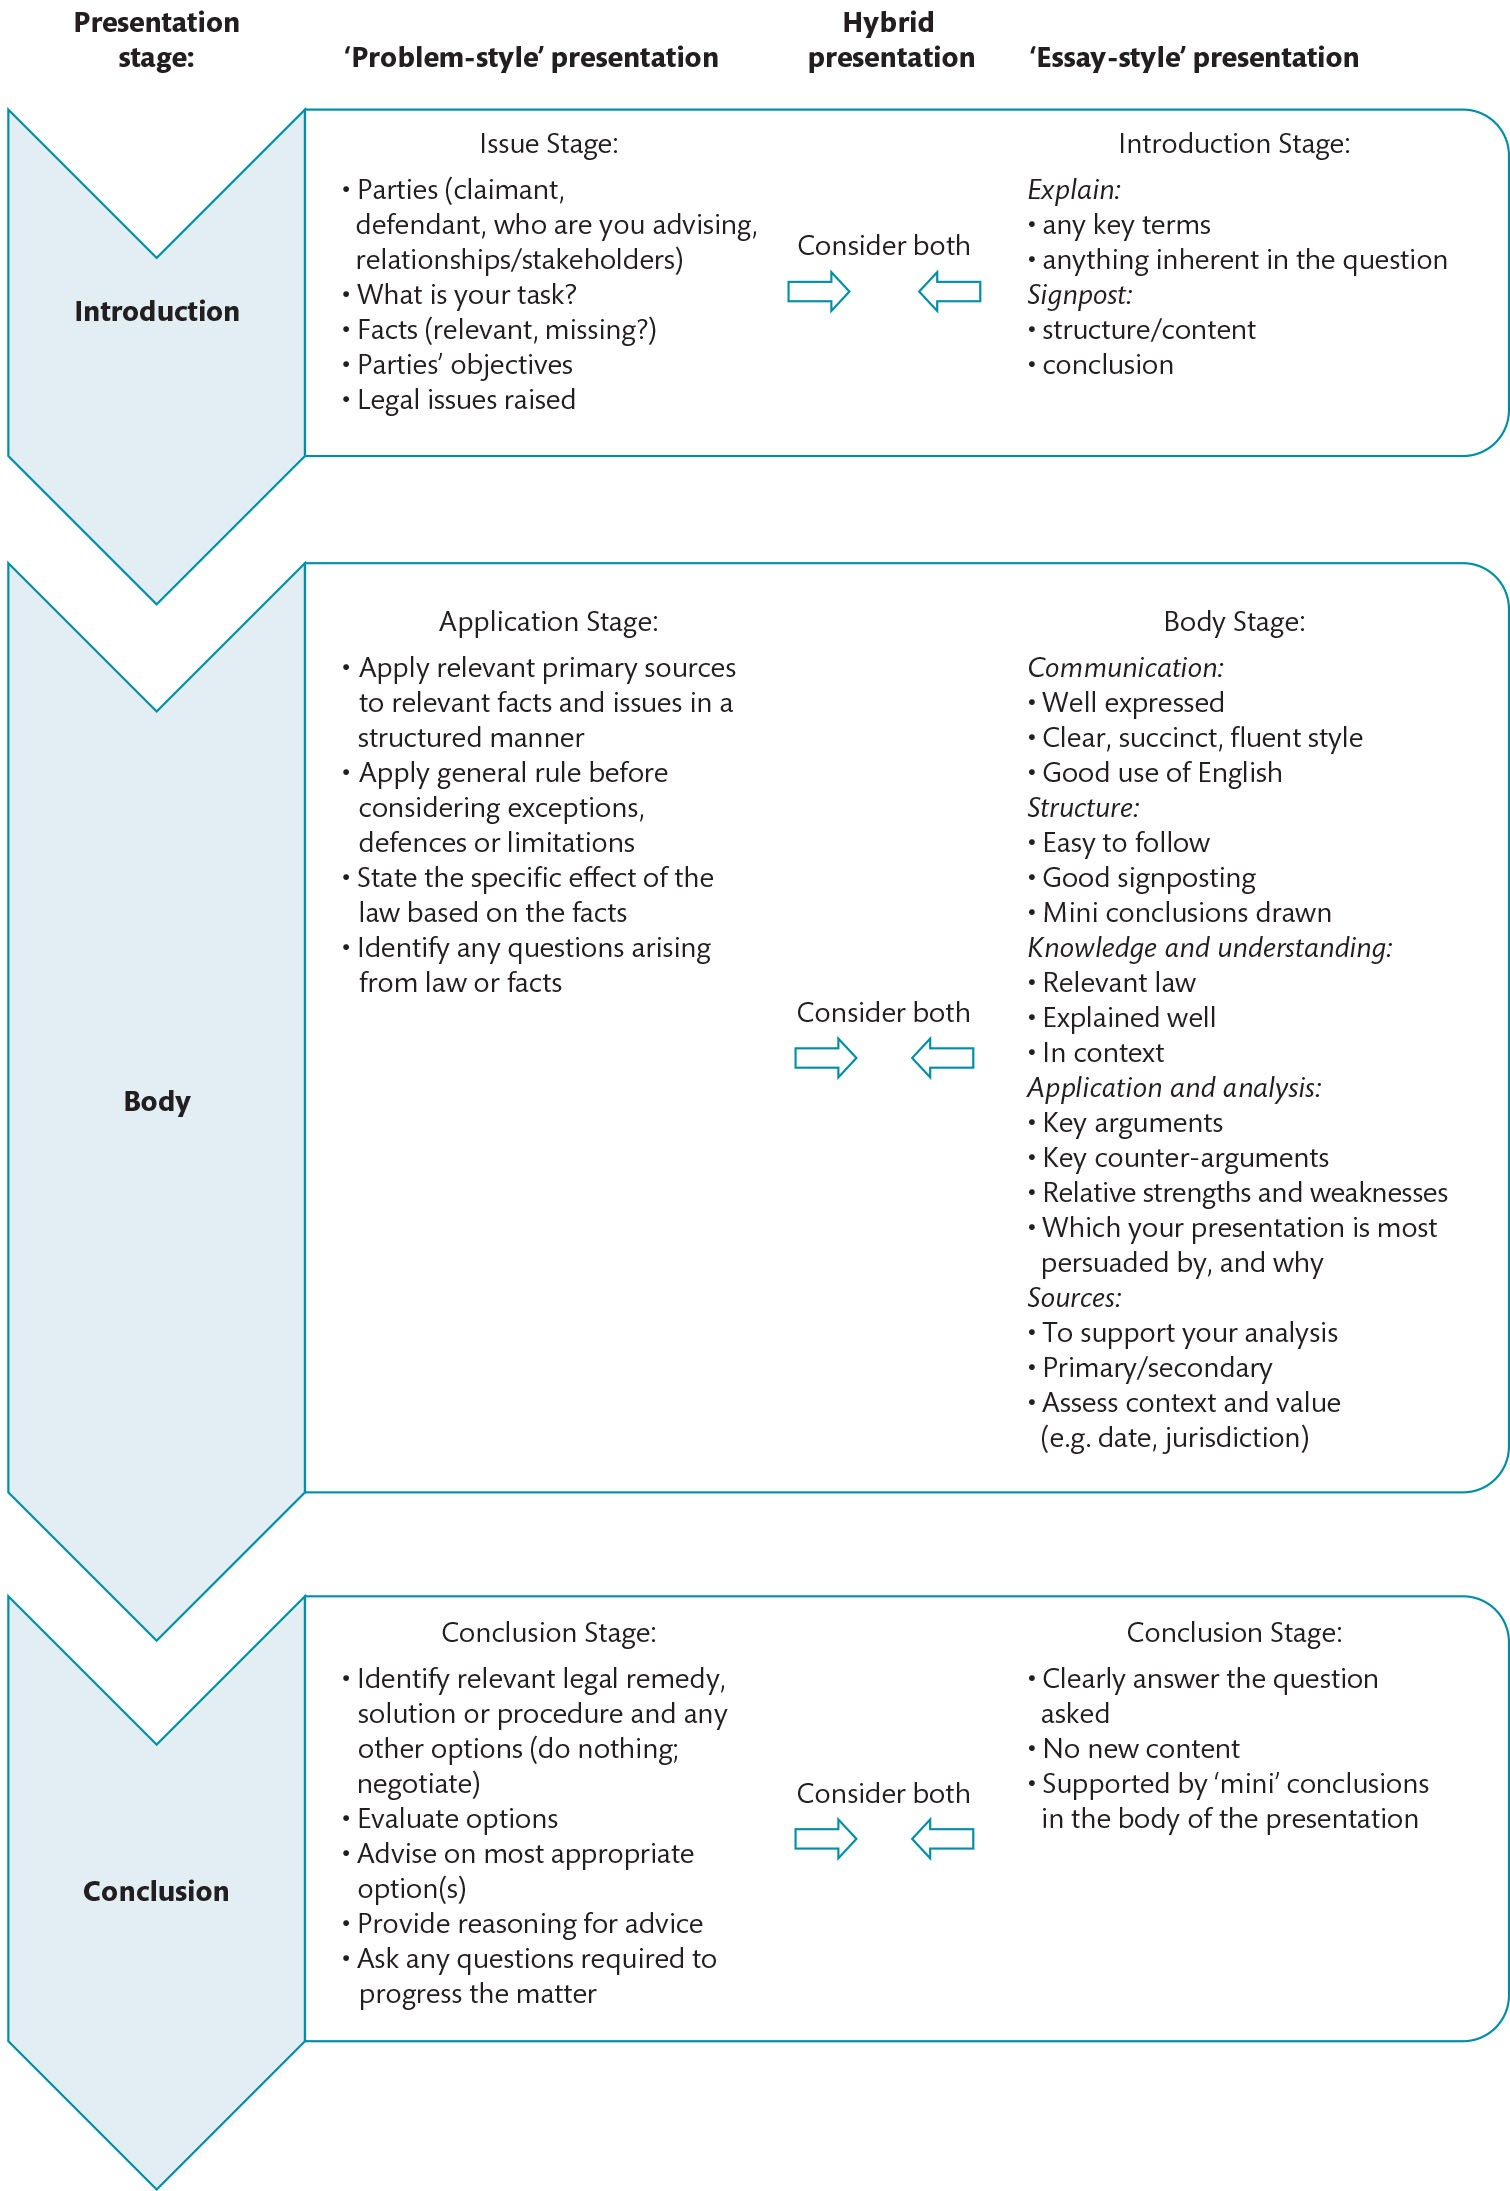 Presentation
stage:
‘Problem-style’ presentation
Hybrid
presentation
‘Essay-style’ presentation
Introduction
Issue Stage:
• Parties (claimant,
defendant, who are you advising,
relationships/stakeholders)
• What is your task?
• Facts (relevant, missing?)
• Parties’ objectives
• Legal issues raised
Consider both
Introduction Stage:
Explain:
• any key terms
• anything inherent in the question
Signpost:
• structure/content
• conclusion
Body
Application Stage:
• Apply relevant primary sources
to relevant facts and issues in a
structured manner
• Apply general rule before
considering exceptions,
defences or limitations
• State the specific effect of the
law based on the facts
• Identify any questions arising
from law or facts
Consider both
Body Stage:
Communication:
• Well expressed
• Clear, succinct, fluent style
• Good use of English
Structure:
• Easy to follow
• Good signposting
• Mini conclusions drawn
Knowledge and understanding:
• Relevant law
• Explained well
• In context
Application and analysis:
• Key arguments
• Key counter-arguments
• Relative strengths and weaknesses
• Which your presentation is most
persuaded by, and why
Sources:
• To support your analysis
• Primary/secondary
• Assess context and value
(e.g. date, jurisdiction)
Conclusion
Conclusion Stage:
• Identify relevant legal remedy,
solution or procedure and any
other options (do nothing;
negotiate)
• Evaluate options
• Advise on most appropriate
option(s)
• Provide reasoning for advice
• Ask any questions required to
progress the matter
Consider both
Conclusion Stage:
• Clearly answer the question
asked
• No new content
• Supported by ‘mini’ conclusions
in the body of the presentation